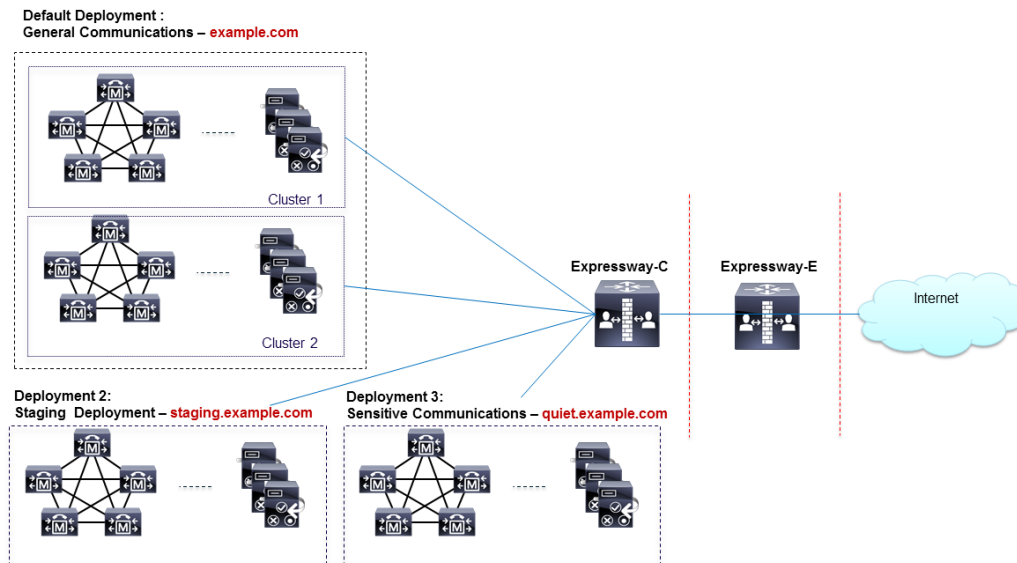 Default Deployment :
General Communications – example.com
M
M
M
M
M
Cluster 1
M
M
M
M
M
Cluster 2
Expressway-C
Expressway-E
Internet
Deployment 2:
Staging Deployment – staging.example.com
M
M
M
M
M
Deployment 3:
Sensitive Communications – quiet.example.com
M
M
M
M
M